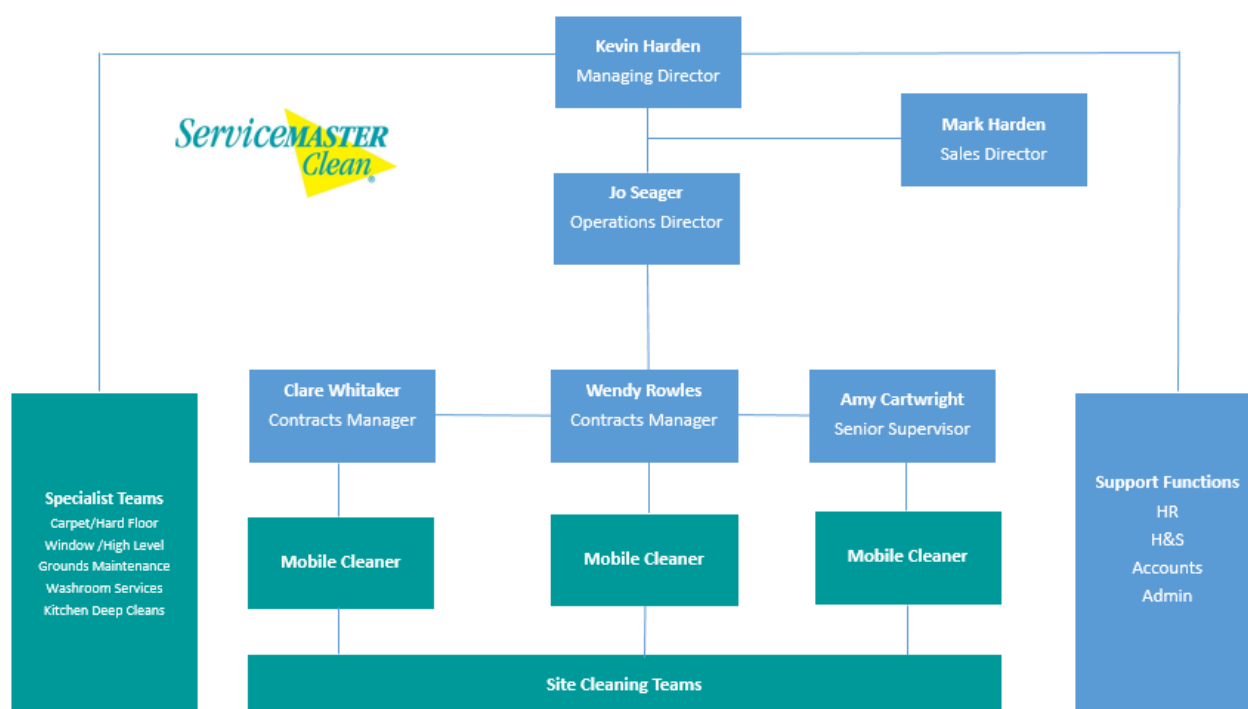 Kevin Harden
Managing Director
ServiceMASTER
Clean®
Mark Harden
Sales Director
Jo Seager
Operations Director
Clare Whitaker
Contracts Manager
Wendy Rowles
Contracts Manager
Amy Cartwright
Senior Supervisor
Specialist Teams
Carpet/Hard Floor
Window /High Level
Grounds Maintenance
Washroom Services
Kitchen Deep Cleans
Mobile Cleaner
Mobile Cleaner
Mobile Cleaner
Support Functions
HR
H&S
Accounts
Admin
Site Cleaning Teams